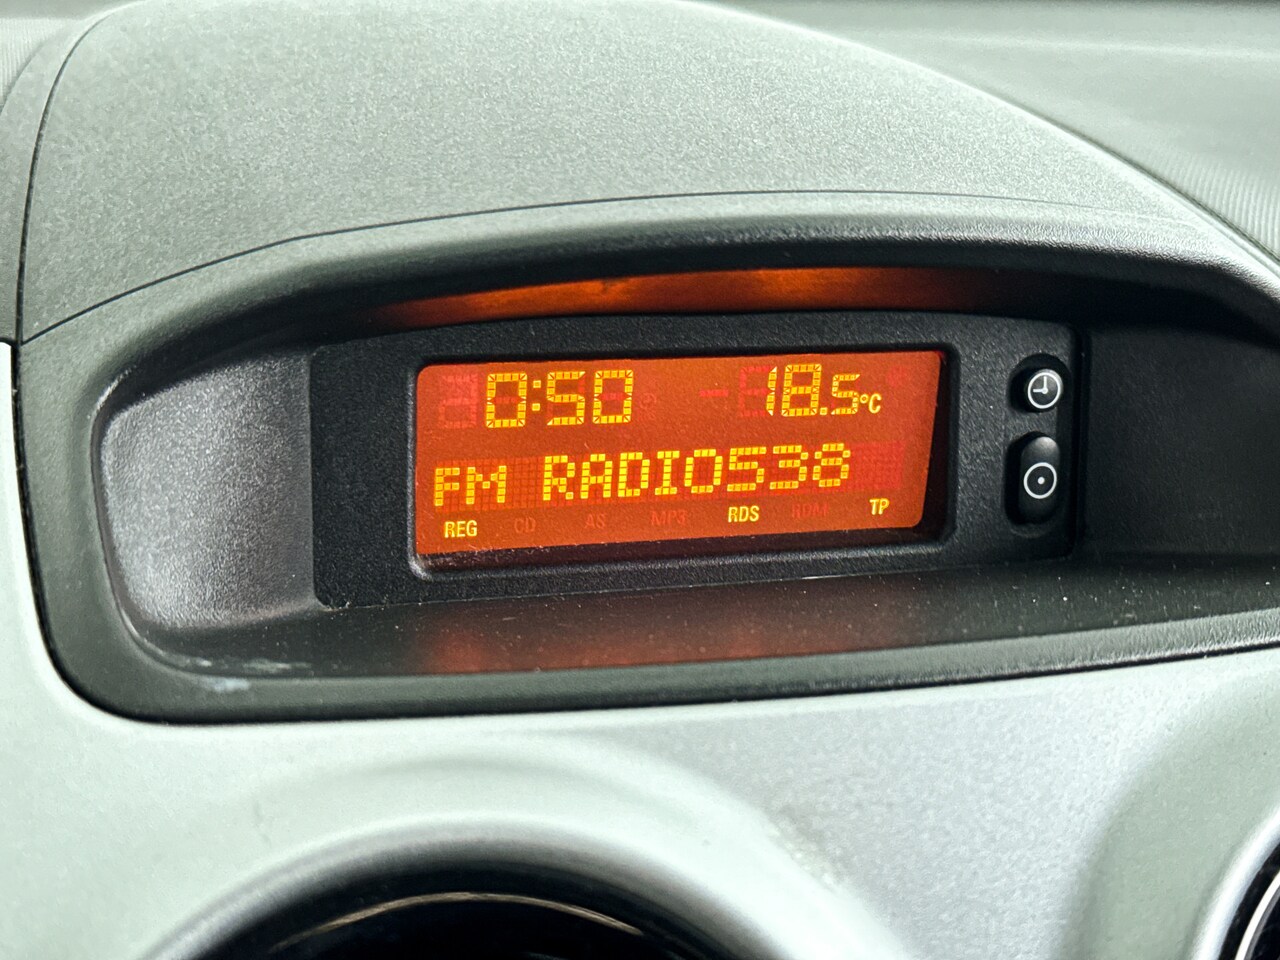 0:50 18.5°C
FM RADIO538
REG CD AS MP3 RDS RDM TP